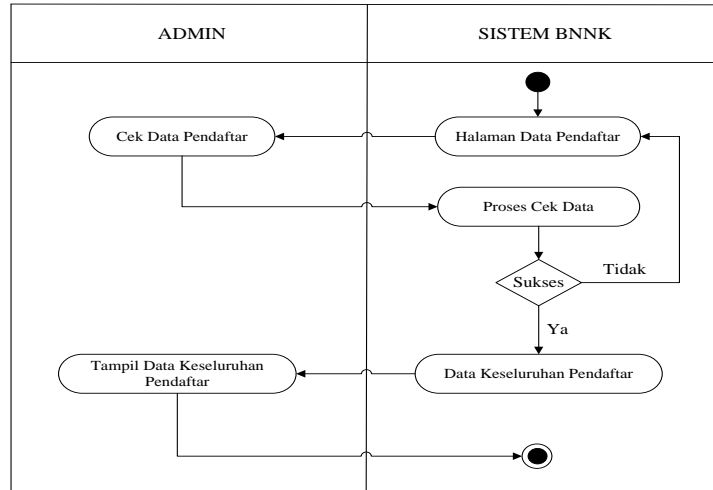 ADMIN
SISTEM BNNK
Cek Data Pendaftar
Halaman Data Pendaftar
Proses Cek Data
Sukses
Tidak
Ya
Tampil Data Keseluruhan
Pendaftar
Data Keseluruhan Pendaftar